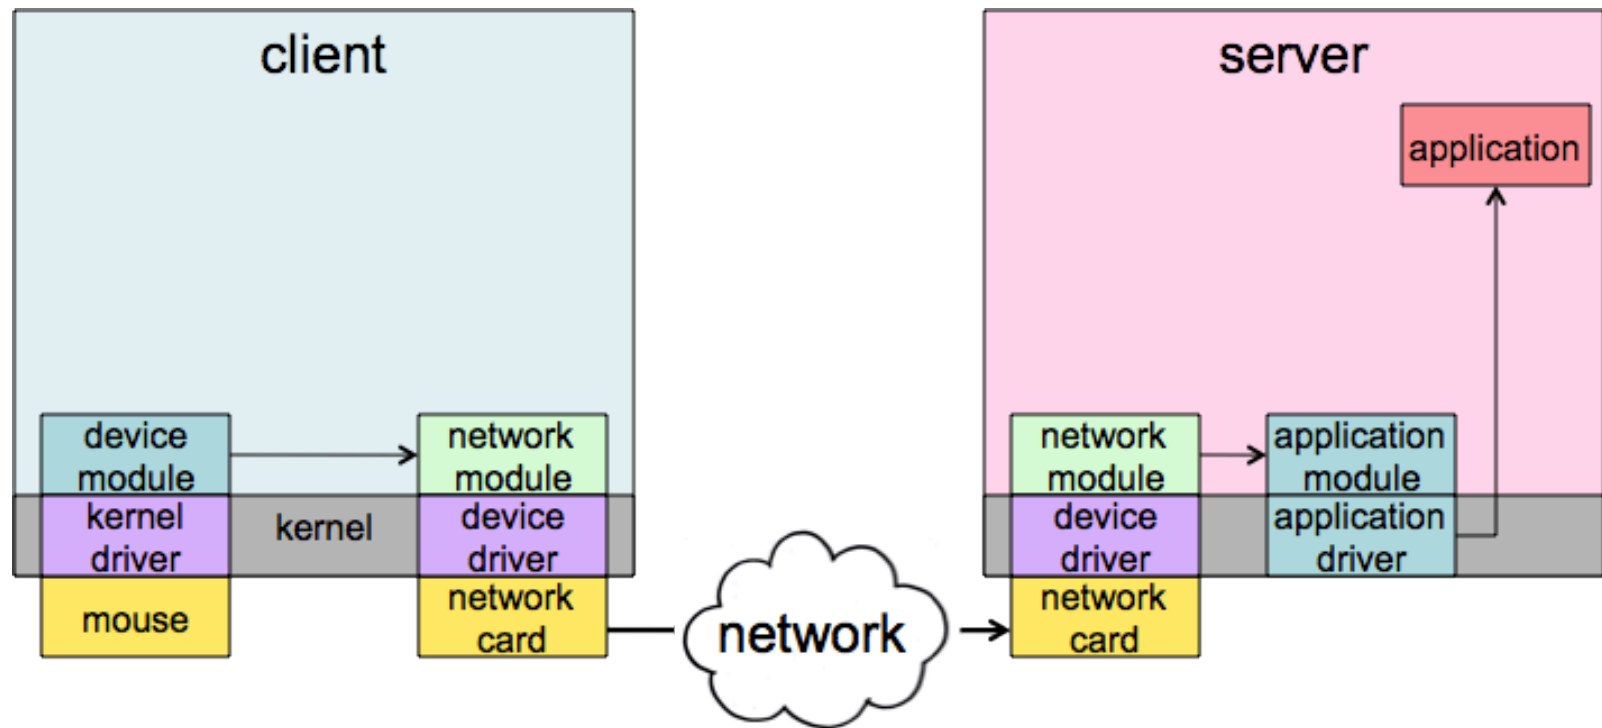 client
device
module
network
module
kernel
driver
kernel
device
driver
mouse
network
card
network
server
application
network
module
application
module
device
driver
application
driver
network
card